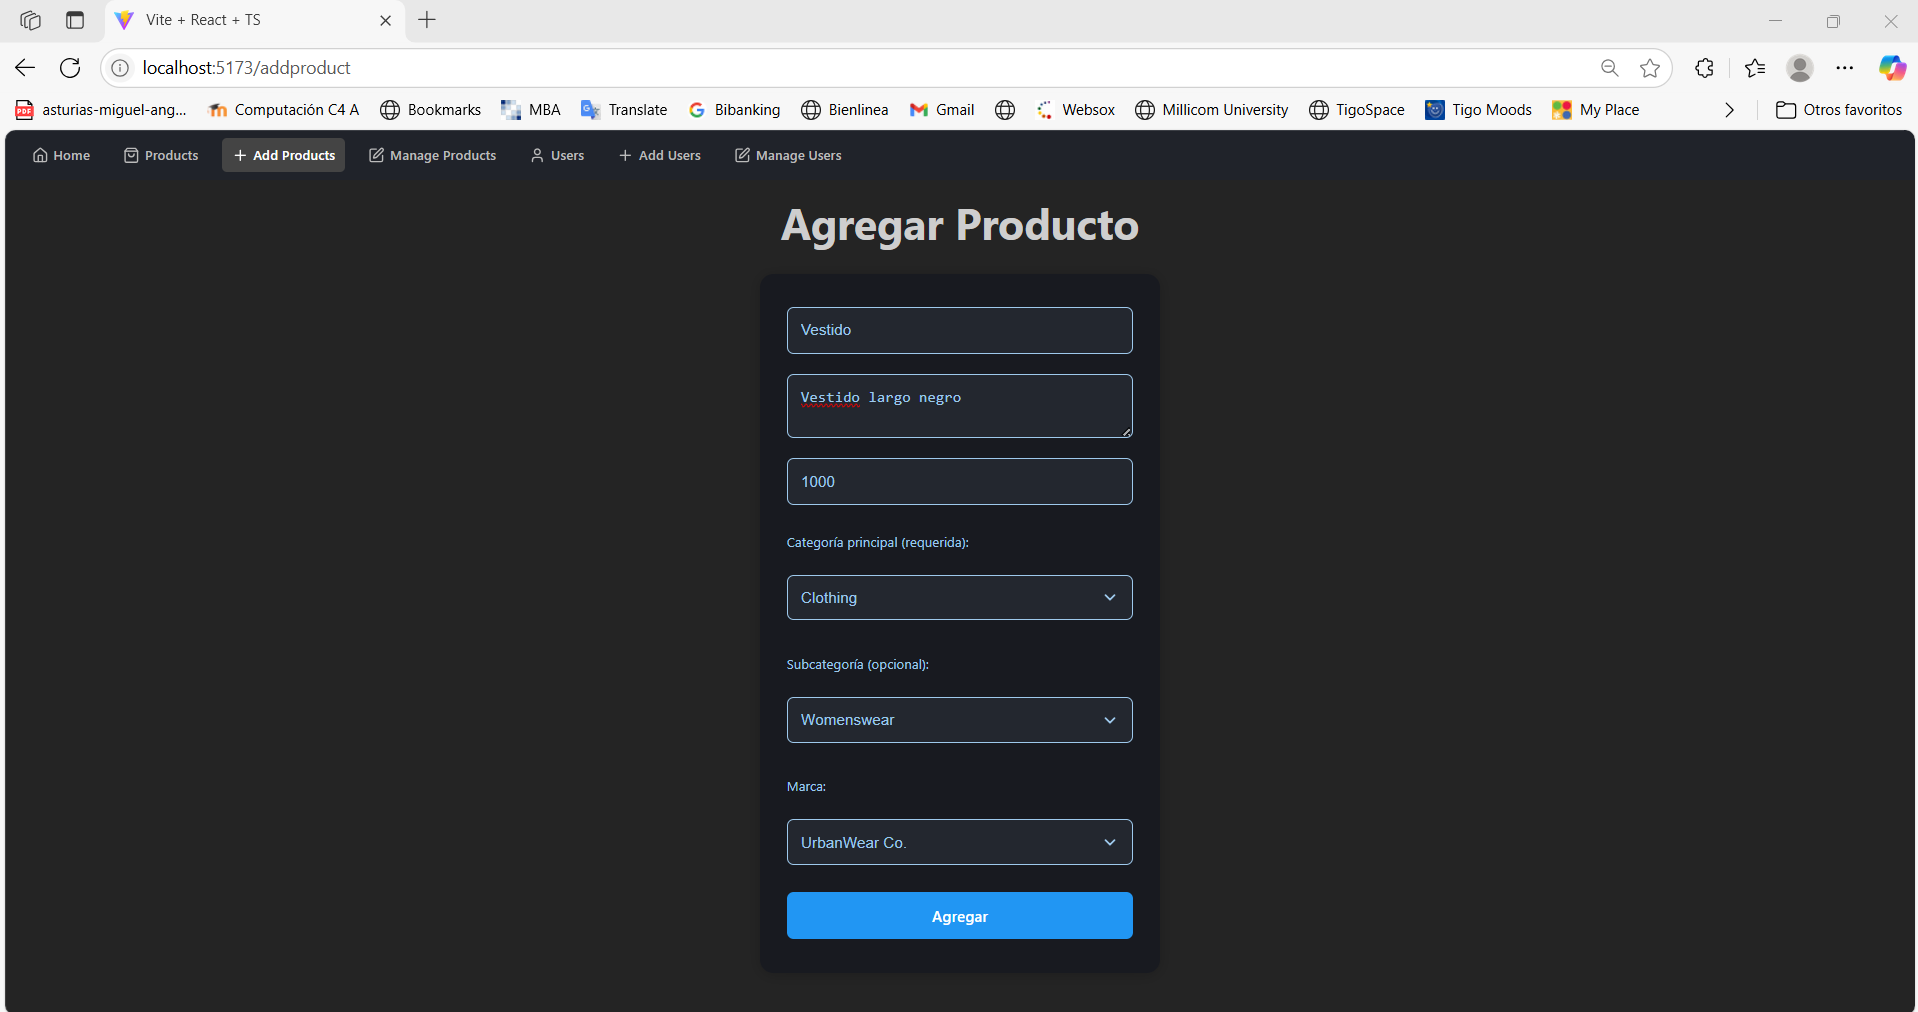 Vite + React + TS
localhost:5173/addproduct
PDF asturias-miguel-ang... Computación C4 A Bookmarks MBA Translate Bibanking Bienlinea Gmail Websox Millicom University TigoSpace Tigo Moods My Place Otros favoritos
Home Products Add Products Manage Products Users Add Users Manage Users
Agregar Producto
Vestido
Vestido largo negro
1000
Categoría principal (requerida):
Clothing
Subcategoría (opcional):
Womenswear
Marca:
UrbanWear Co.
Agregar